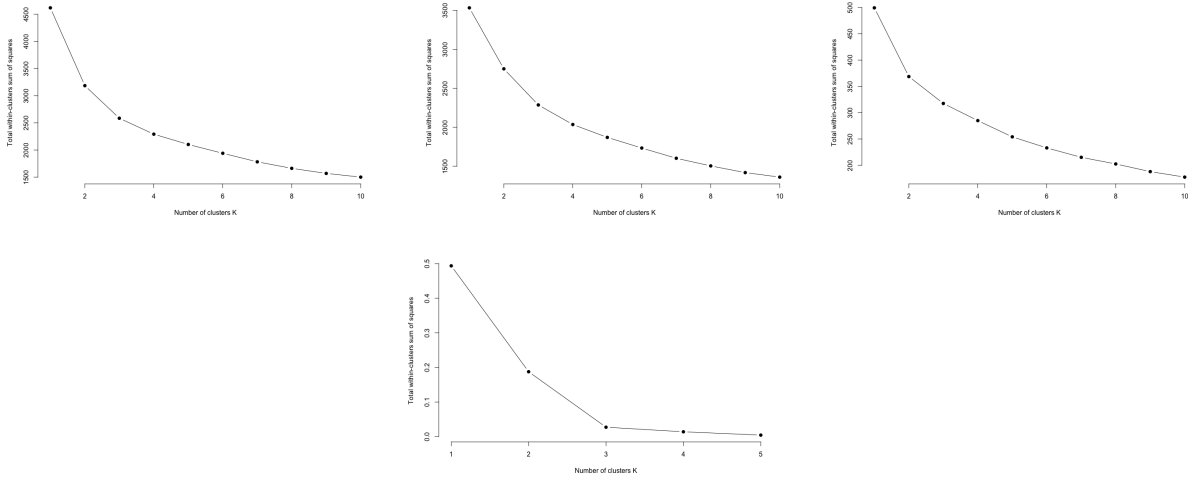 4500
4000
3500
3000
2500
2000
1500
Total within-clusters sum of squares
2 4 6 8 10
Number of clusters K
3500
3000
2500
2000
1500
Total within-clusters sum of squares
2 4 6 8 10
Number of clusters K
500
450
400
350
300
250
200
Total within-clusters sum of squares
2 4 6 8 10
Number of clusters K
0.5
0.4
0.3
0.2
0.1
0.0
Total within-clusters sum of squares
1 2 3 4 5
Number of clusters K